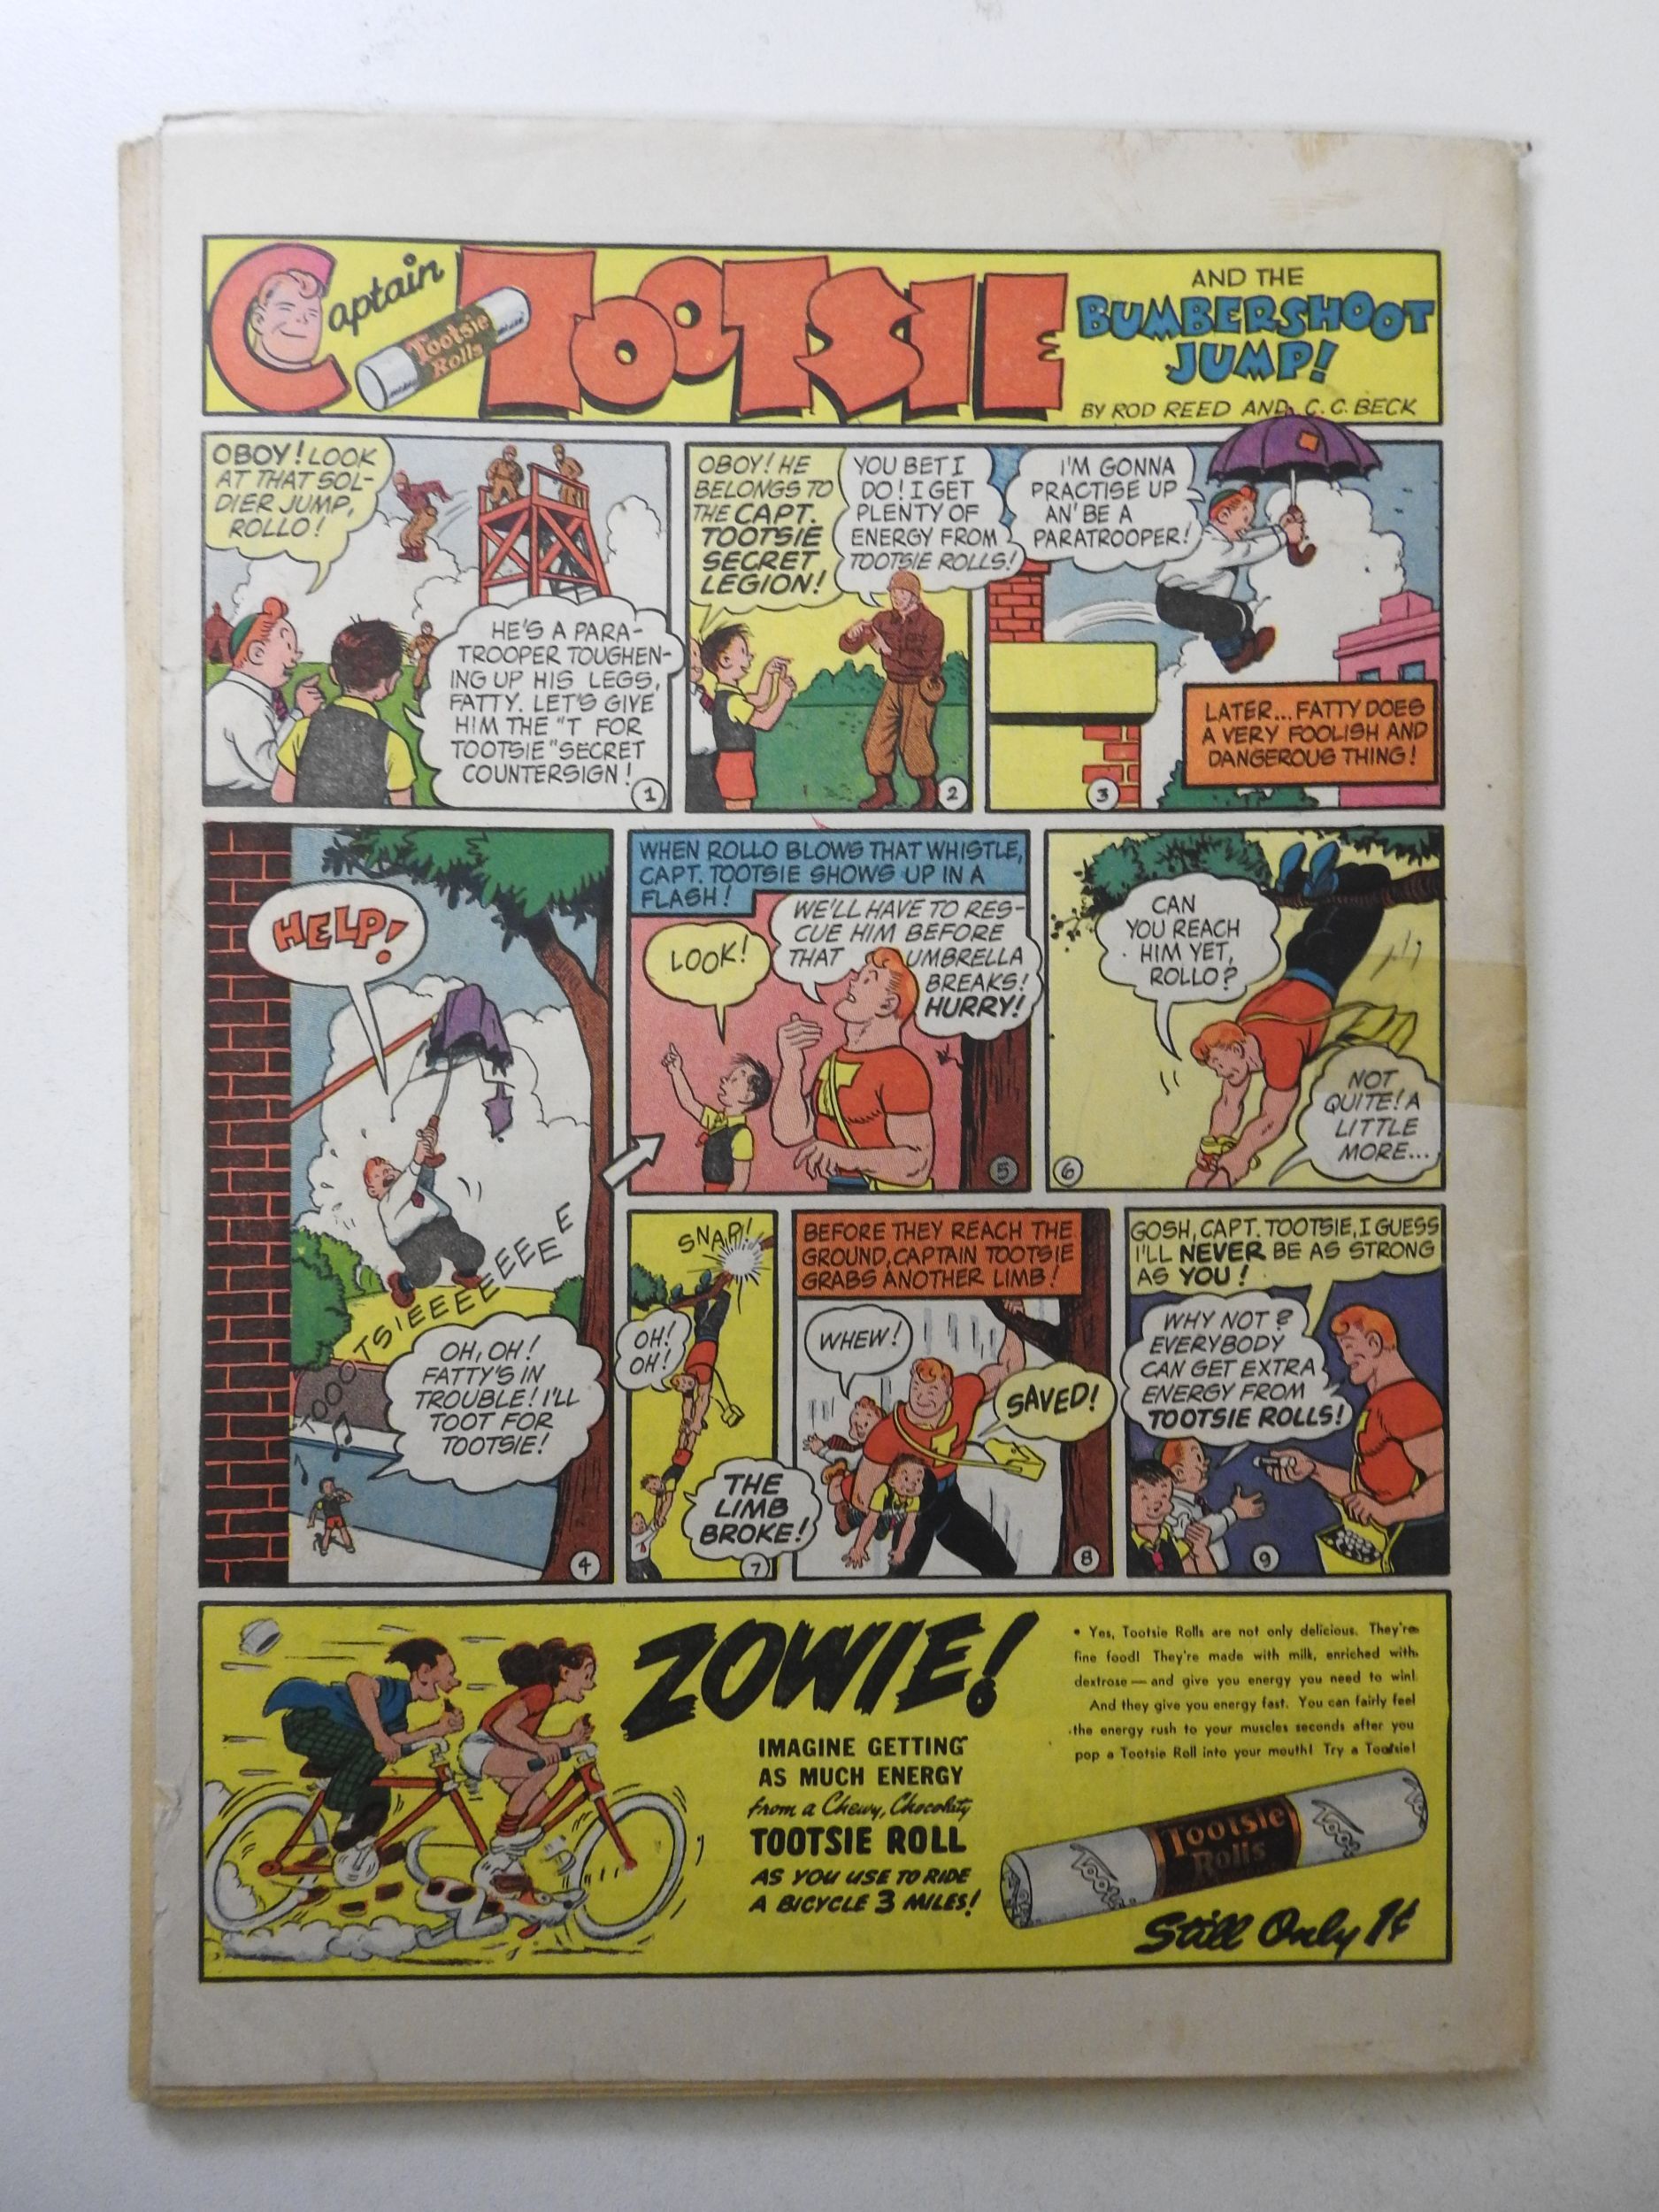 Captain TOOTSIE
Tootsie
Rolls
AND THE
BUMBERSHOOT
JUMP!
BY ROD REED AND C.C. BECK
OBOY! LOOK
AT THAT SOL-
DIER JUMP,
ROLLO!
HE'S A PARA-
TROOPER TOUGHEN-
ING UP HIS LEGS,
FATTY. LET'S GIVE
HIM THE "T FOR
TOOTSIE" SECRET
COUNTERSIGN!
1
OBOY! HE
BELONGS TO
THE CAPT.
TOOTSIE
SECRET
LEGION!
YOU BET I
DO! I GET
PLENTY OF
ENERGY FROM
TOOTSIE ROLLS!
2
I'M GONNA
PRACTISE UP
AN' BE A
PARATROOPER!
LATER...FATTY DOES
A VERY FOOLISH AND
DANGEROUS THING!
3
HELP!
TOOOTSIEEEEEEEEEE
OH, OH!
FATTY'S IN
TROUBLE! I'LL
TOOT FOR
TOOTSIE!
4
WHEN ROLLO BLOWS THAT WHISTLE,
CAPT. TOOTSIE SHOWS UP IN A
FLASH!
LOOK!
WE'LL HAVE TO RES-
CUE HIM BEFORE
THAT UMBRELLA
BREAKS!
HURRY!
5
CAN
YOU REACH
HIM YET,
ROLLO?
NOT
QUITE! A
LITTLE
MORE...
6
SNAP!
OH!
OH!
THE
LIMB
BROKE!
7
BEFORE THEY REACH THE
GROUND, CAPTAIN TOOTSIE
GRABS ANOTHER LIMB!
WHEW!
SAVED!
8
GOSH, CAPT. TOOTSIE, I GUESS
I'LL NEVER BE AS STRONG
AS YOU!
WHY NOT?
EVERYBODY
CAN GET EXTRA
ENERGY FROM
TOOTSIE ROLLS!
9
ZOWIE!
IMAGINE GETTING
AS MUCH ENERGY
from a Chewy, Chocolaty
TOOTSIE ROLL
AS YOU USE TO RIDE
A BICYCLE 3 MILES!
• Yes, Tootsie Rolls are not only delicious. They're
fine food! They're made with milk, enriched with
dextrose — and give you energy you need to win!
And they give you energy fast. You can fairly feel
the energy rush to your muscles seconds after you
pop a Tootsie Roll into your mouth! Try a Tootsie!
Tootsie
Rolls
Still Only 1¢